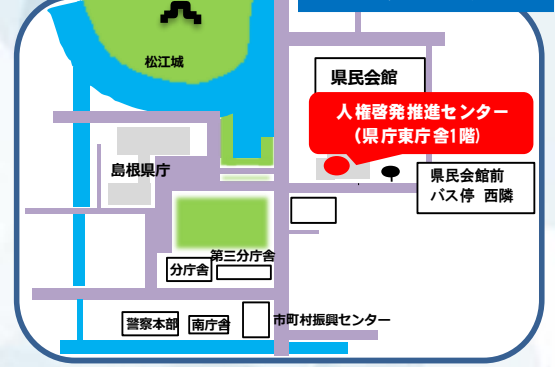 松江城
県民会館
人権啓発推進センター
(県庁東庁舎1階)
島根県庁
県民会館前
バス停 西隣
第三分庁舎
分庁舎
警察本部
南庁舎
市町村振興センター